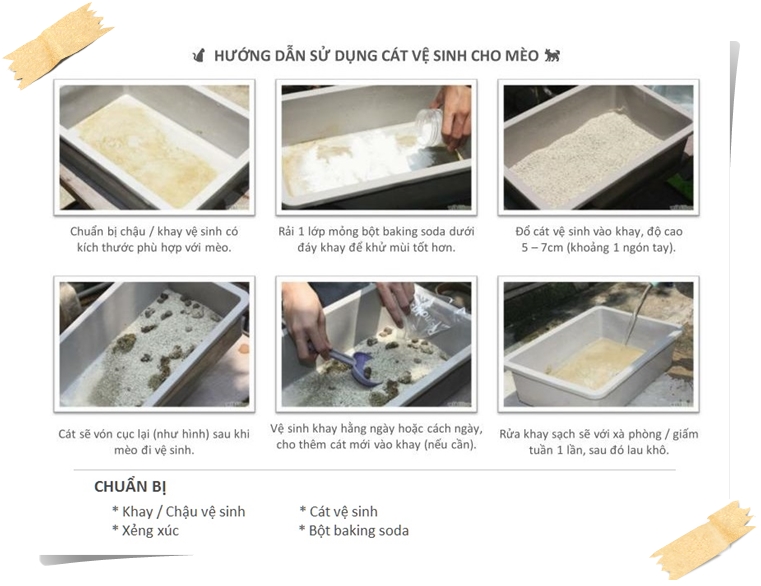 HƯỚNG DẪN SỬ DỤNG CÁT VỆ SINH CHO MÈO
Chuẩn bị chậu / khay vệ sinh có
kích thước phù hợp với mèo.
Rải 1 lớp mỏng bột baking soda dưới
đáy khay để khử mùi tốt hơn.
Đổ cát vệ sinh vào khay, độ cao
5 – 7cm (khoảng 1 ngón tay).
Cát sẽ vón cục lại (như hình) sau khi
mèo đi vệ sinh.
Vệ sinh khay hằng ngày hoặc cách ngày,
cho thêm cát mới vào khay (nếu cần).
Rửa khay sạch sẽ với xà phòng / giấm
tuần 1 lần, sau đó lau khô.
CHUẨN BỊ
* Khay / Chậu vệ sinh
* Cát vệ sinh
* Xẻng xúc
* Bột baking soda